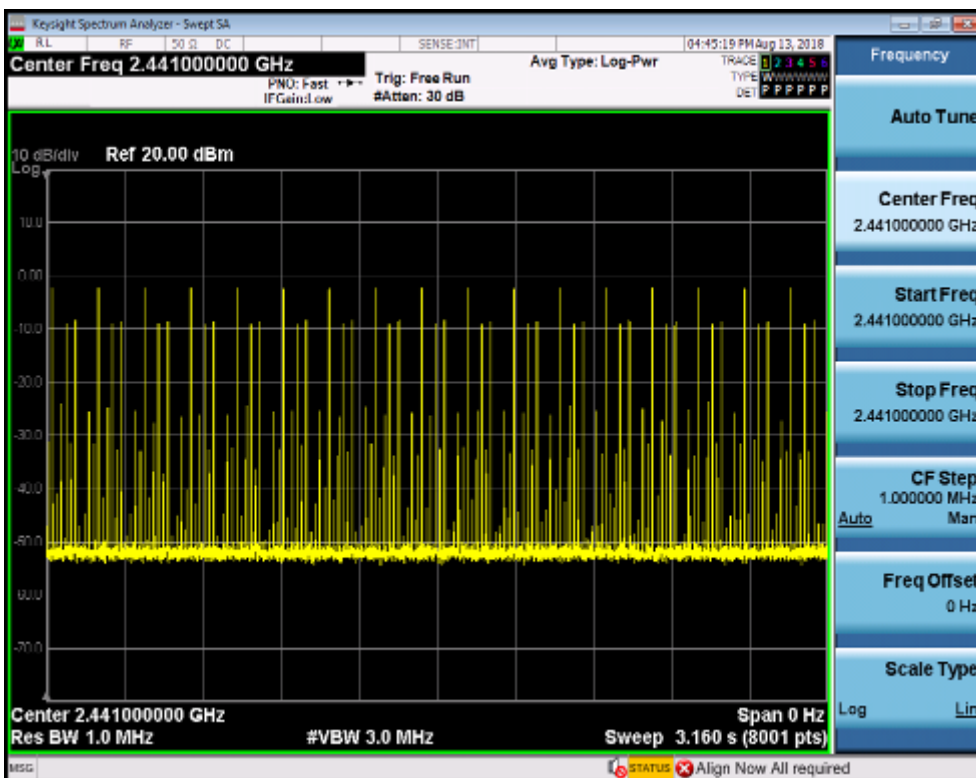 Keysight Spectrum Analyzer - Swept SA
RL RF 50 Ω DC SENSE:INT 04:45:19 PM Aug 13, 2018
Center Freq 2.441000000 GHz
PNO: Fast
IFGain:Low
Trig: Free Run
#Atten: 30 dB
Avg Type: Log-Pwr
TRACE 1 2 3 4 5 6
TYPE WWWWWW
DET P P P P P P
10 dB/div Ref 20.00 dBm
Log
10.0
0.00
-10.0
-20.0
-30.0
-40.0
-50.0
-60.0
-70.0
Center 2.441000000 GHz Span 0 Hz
Res BW 1.0 MHz #VBW 3.0 MHz Sweep 3.160 s (8001 pts)
MSG STATUS Align Now All required
Frequency
Auto Tune
Center Freq
2.441000000 GHz
Start Freq
2.441000000 GHz
Stop Freq
2.441000000 GHz
CF Step
1.000000 MHz
Auto Man
Freq Offset
0 Hz
Scale Type
Log Lin